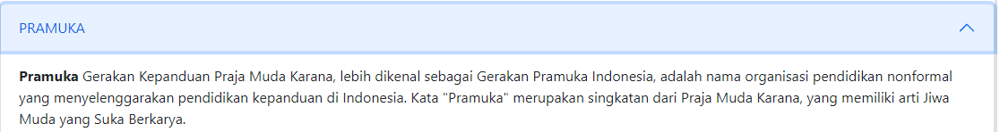 PRAMUKA
Pramuka Gerakan Kepanduan Praja Muda Karana, lebih dikenal sebagai Gerakan Pramuka Indonesia, adalah nama organisasi pendidikan nonformal
yang menyelenggarakan pendidikan kepanduan di Indonesia. Kata "Pramuka" merupakan singkatan dari Praja Muda Karana, yang memiliki arti Jiwa
Muda yang Suka Berkarya.